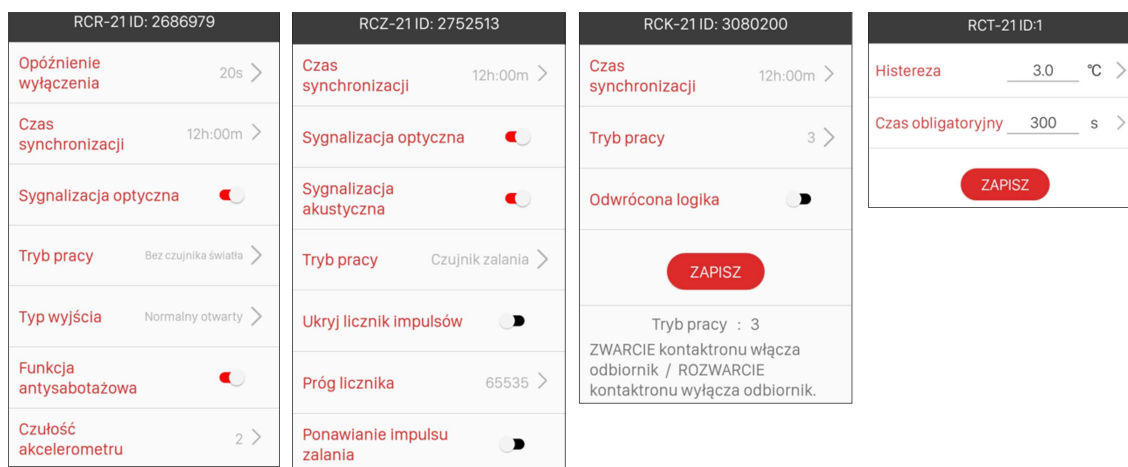 RCR-21 ID: 2686979
Opóźnienie
wyłączenia
20s
Czas
synchronizacji
12h:00m
Sygnalizacja optyczna
Tryb pracy
Bez czujnika światła
Typ wyjścia
Normalny otwarty
Funkcja
antysabotażowa
Czułość
akcelerometru
2
RCZ-21 ID: 2752513
Czas
synchronizacji
12h:00m
Sygnalizacja optyczna
Sygnalizacja
akustyczna
Tryb pracy
Czujnik zalania
Ukryj licznik impulsów
Próg licznika
65535
Ponawianie impulsu
zalania
RCK-21 ID: 3080200
Czas
synchronizacji
12h:00m
Tryb pracy
3
Odwrócona logika
ZAPISZ
Tryb pracy : 3
ZWARCIE kontaktronu włącza
odbiornik / ROZWARCIE
kontaktronu wyłącza odbiornik.
RCT-21 ID:1
Histereza 3.0 °C
Czas obligatoryjny 300 s
ZAPISZ